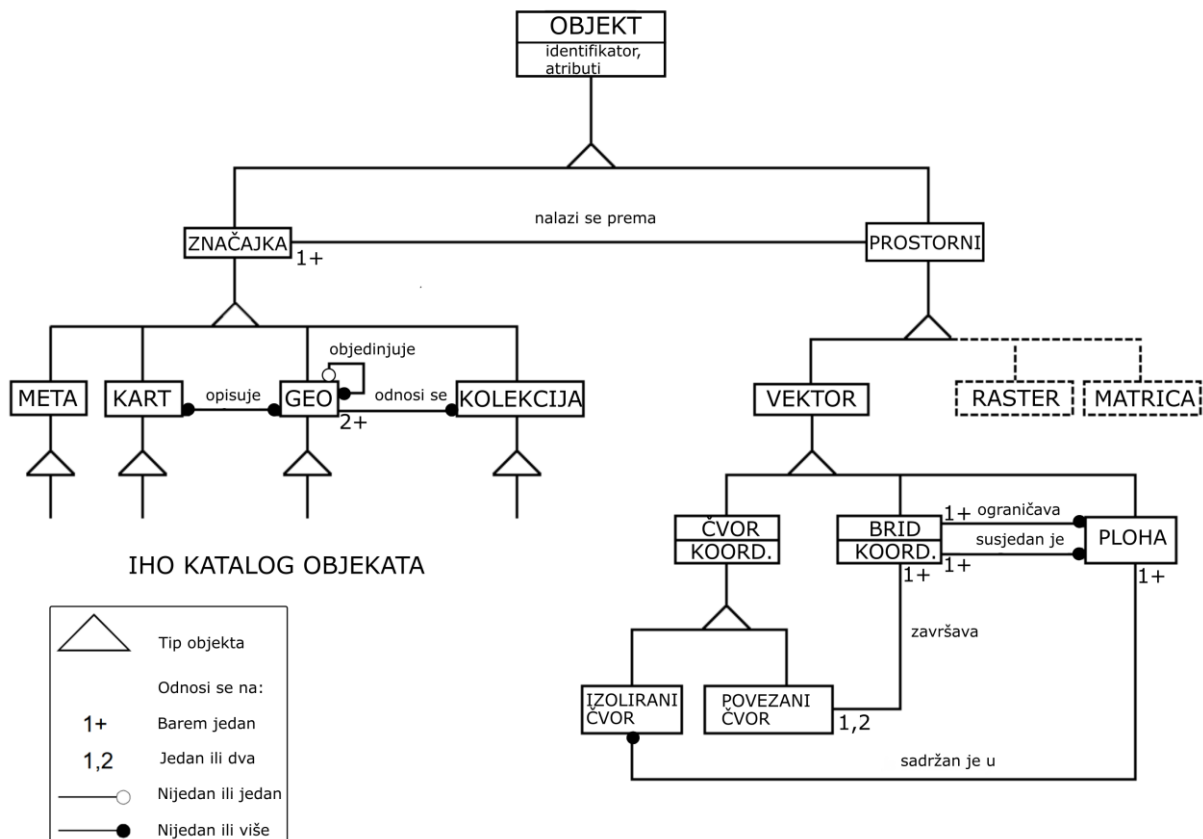 OBJEKT
identifikator,
atributi
nalazi se prema
ZNAČAJKA
1+
PROSTORNI
objedinjuje
META
KART
opisuje
GEO
odnosi se
KOLEKCIJA
2+
VEKTOR
RASTER
MATRICA
ČVOR
KOORD.
BRID
KOORD.
1+
ograničava
susjedan je
1+
PLOHA
1+
1+
IHO KATALOG OBJEKATA
završava
IZOLIRANI
ČVOR
POVEZANI
ČVOR
1,2
sadržan je u
Tip objekta
Odnosi se na:
1+ Barem jedan
1,2 Jedan ili dva
Nijedan ili jedan
Nijedan ili više